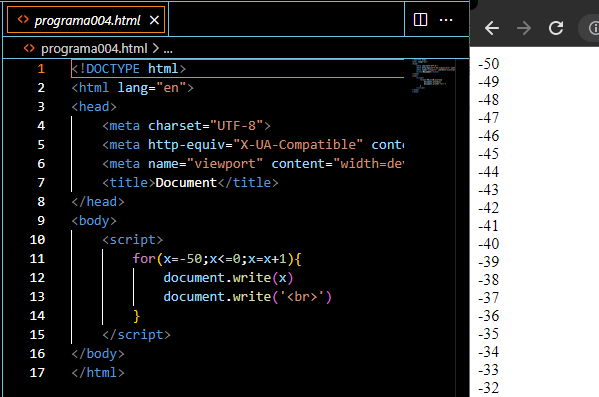 <> programa004.html ×
<> programa004.html > ...
1 <!DOCTYPE html>
2 <html lang="en">
3 <head>
4 <meta charset="UTF-8">
5 <meta http-equiv="X-UA-Compatible" conte
6 <meta name="viewport" content="width=dev
7 <title>Document</title>
8 </head>
9 <body>
10 <script>
11 for(x=-50;x<=0;x=x+1){
12 document.write(x)
13 document.write('<br>')
14 }
15 </script>
16 </body>
17 </html>
-50
-49
-48
-47
-46
-45
-44
-43
-42
-41
-40
-39
-38
-37
-36
-35
-34
-33
-32